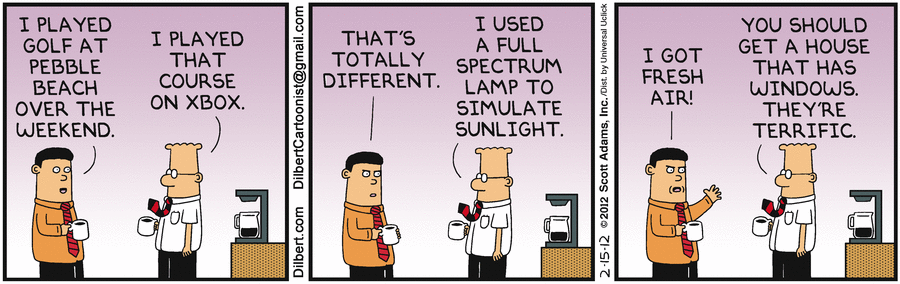 I PLAYED
GOLF AT
PEBBLE
BEACH
OVER THE
WEEKEND.
I PLAYED
THAT
COURSE
ON XBOX.
Dilbert.com DilbertCartoonist@gmail.com
THAT'S
TOTALLY
DIFFERENT.
I USED
A FULL
SPECTRUM
LAMP TO
SIMULATE
SUNLIGHT.
2-15-12 ©2012 Scott Adams, Inc. /Dist. by Universal Uclick
I GOT
FRESH
AIR!
YOU SHOULD
GET A HOUSE
THAT HAS
WINDOWS.
THEY'RE
TERRIFIC.